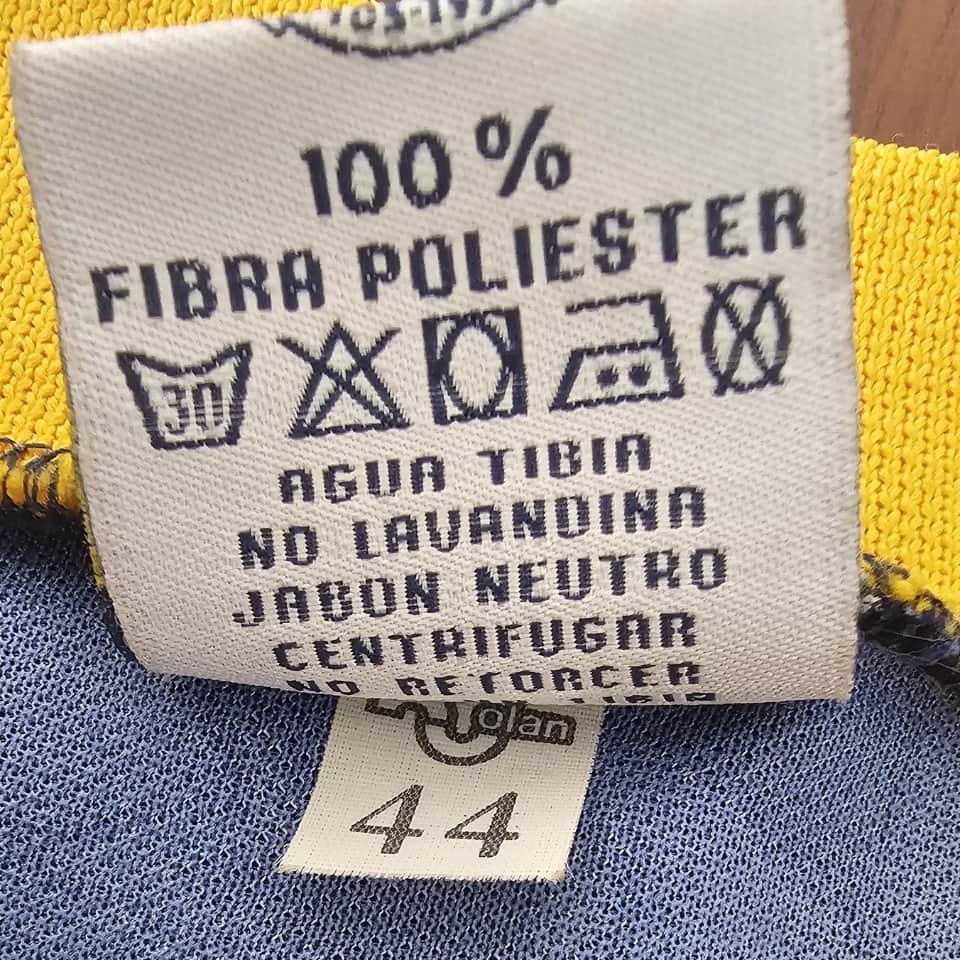 100 %
FIBRA POLIESTER
30
AGUA TIBIA
NO LAVANDINA
JABON NEUTRO
CENTRIFUGAR
NO RETORCER
olan
44